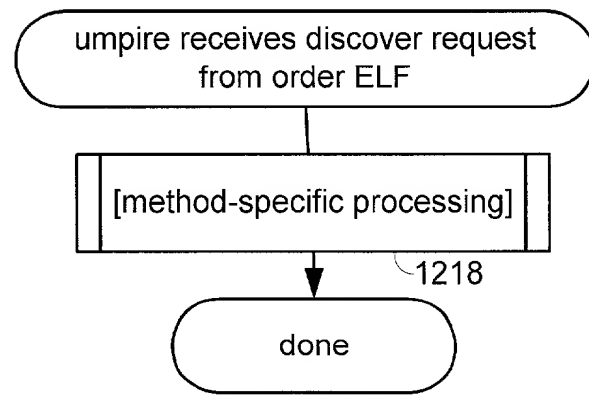 umpire receives discover request
from order ELF
[method-specific processing]
1218
done